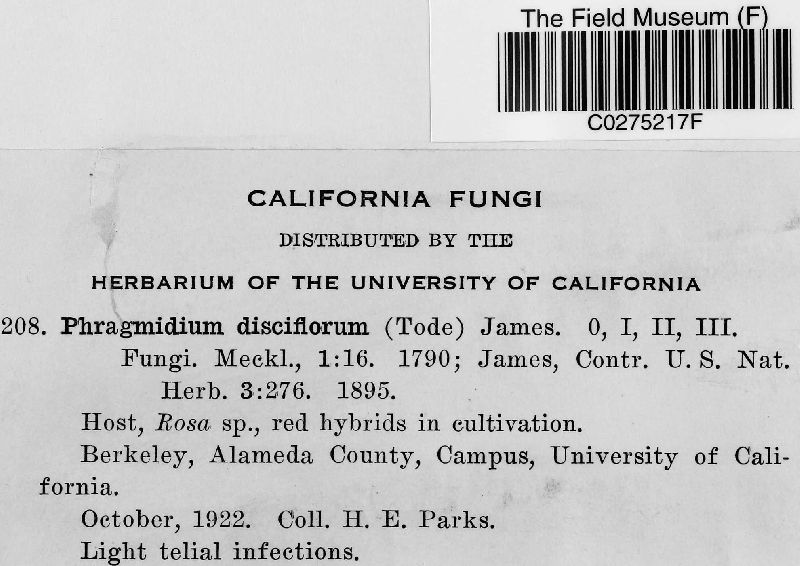 The Field Museum (F)
C0275217F
CALIFORNIA FUNGI
DISTRIBUTED BY THE
HERBARIUM OF THE UNIVERSITY OF CALIFORNIA
208. Phragmidium disciflorum (Tode) James. 0, I, II, III.
Fungi. Meckl., 1:16. 1790; James, Contr. U. S. Nat.
Herb. 3:276. 1895.
Host, Rosa sp., red hybrids in cultivation.
Berkeley, Alameda County, Campus, University of Cali-
fornia.
October, 1922. Coll. H. E. Parks.
Light telial infections.